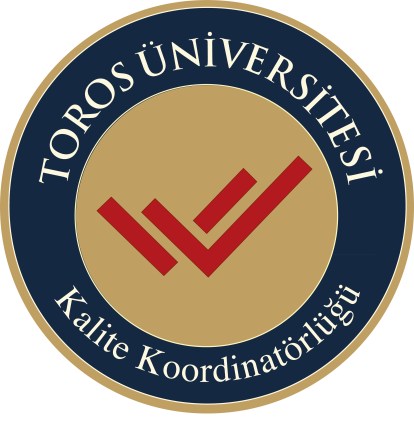 TOROS ÜNİVERSİTESİ
Kalite Koordinatörlüğü